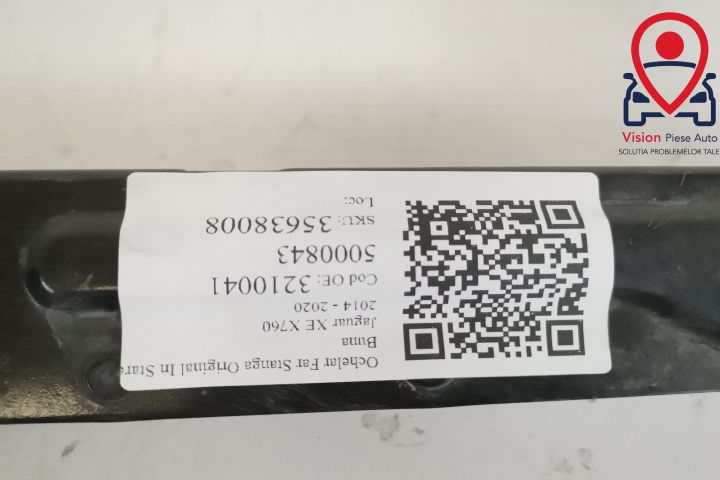 Vision Piese Auto
SOLUTIA PROBLEMELOR TALE
Ochelar Far Stanga Original In Stare
Buna
Jaguar XE X760
2014 - 2020
Cod OE: 3210041
5000843
SKU: 35638008
Loc: